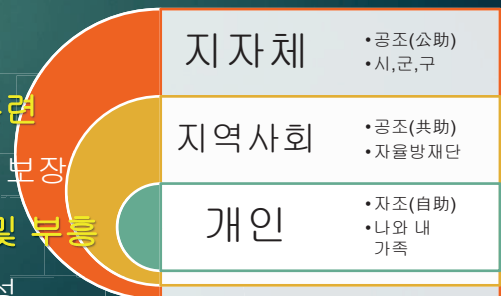 지자체
•공조(公助)
•시,군,구
련
지역사회
•공조(共助)
•자율방재단
보장
및 부흥
개인
•자조(自助)
•나와 내
가족